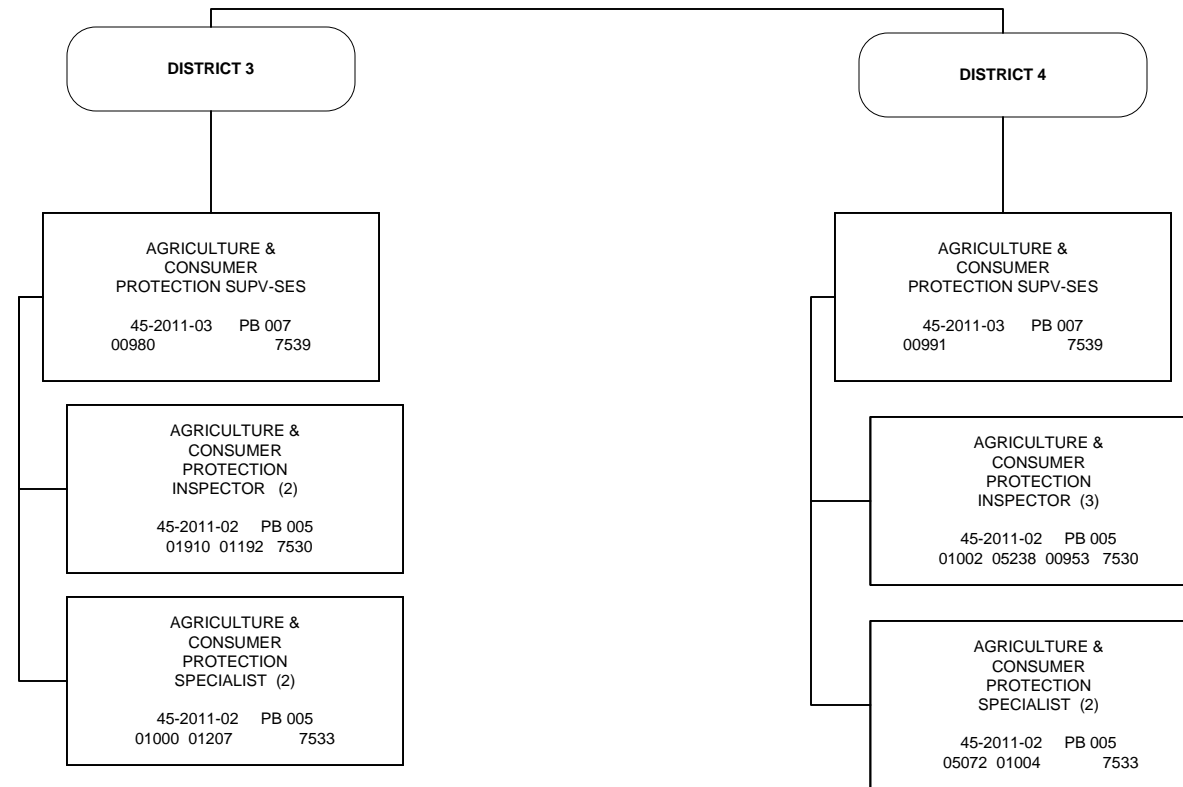 DISTRICT 3
AGRICULTURE &
CONSUMER
PROTECTION SUPV-SES
45-2011-03 PB 007
00980 7539
AGRICULTURE &
CONSUMER
PROTECTION
INSPECTOR (2)
45-2011-02 PB 005
01910 01192 7530
AGRICULTURE &
CONSUMER
PROTECTION
SPECIALIST (2)
45-2011-02 PB 005
01000 01207 7533
DISTRICT 4
AGRICULTURE &
CONSUMER
PROTECTION SUPV-SES
45-2011-03 PB 007
00991 7539
AGRICULTURE &
CONSUMER
PROTECTION
INSPECTOR (3)
45-2011-02 PB 005
01002 05238 00953 7530
AGRICULTURE &
CONSUMER
PROTECTION
SPECIALIST (2)
45-2011-02 PB 005
05072 01004 7533